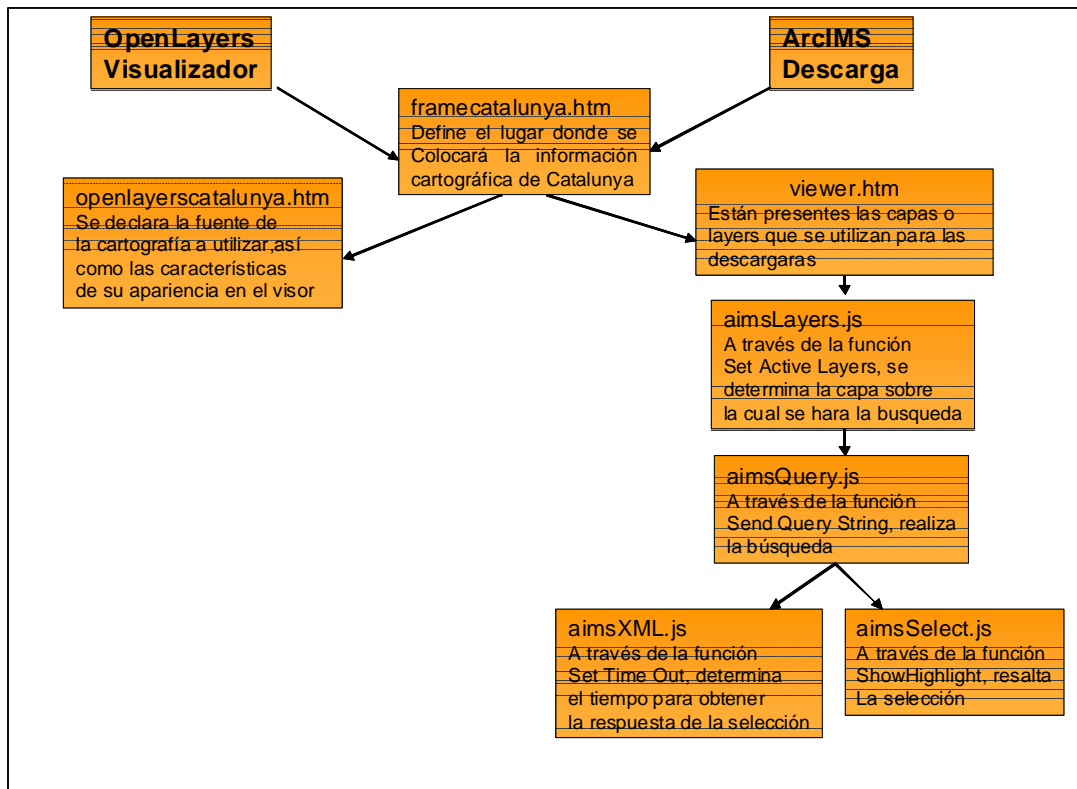 OpenLayers
Visualizador
ArcIMS
Descarga
framecatalunya.htm
Define el lugar donde se
Colocará la información
cartográfica de Catalunya
openlayerscatalunya.htm
Se declara la fuente de
la cartografía a utilizar,así
como las características
de su apariencia en el visor
viewer.htm
Están presentes las capas o
layers que se utilizan para las
descargaras
aimsLayers.js
A través de la función
Set Active Layers, se
determina la capa sobre
la cual se hara la busqueda
aimsQuery.js
A través de la función
Send Query String, realiza
la búsqueda
aimsXML.js
A través de la función
Set Time Out, determina
el tiempo para obtener
la respuesta de la selección
aimsSelect.js
A través de la función
ShowHighlight, resalta
La selección